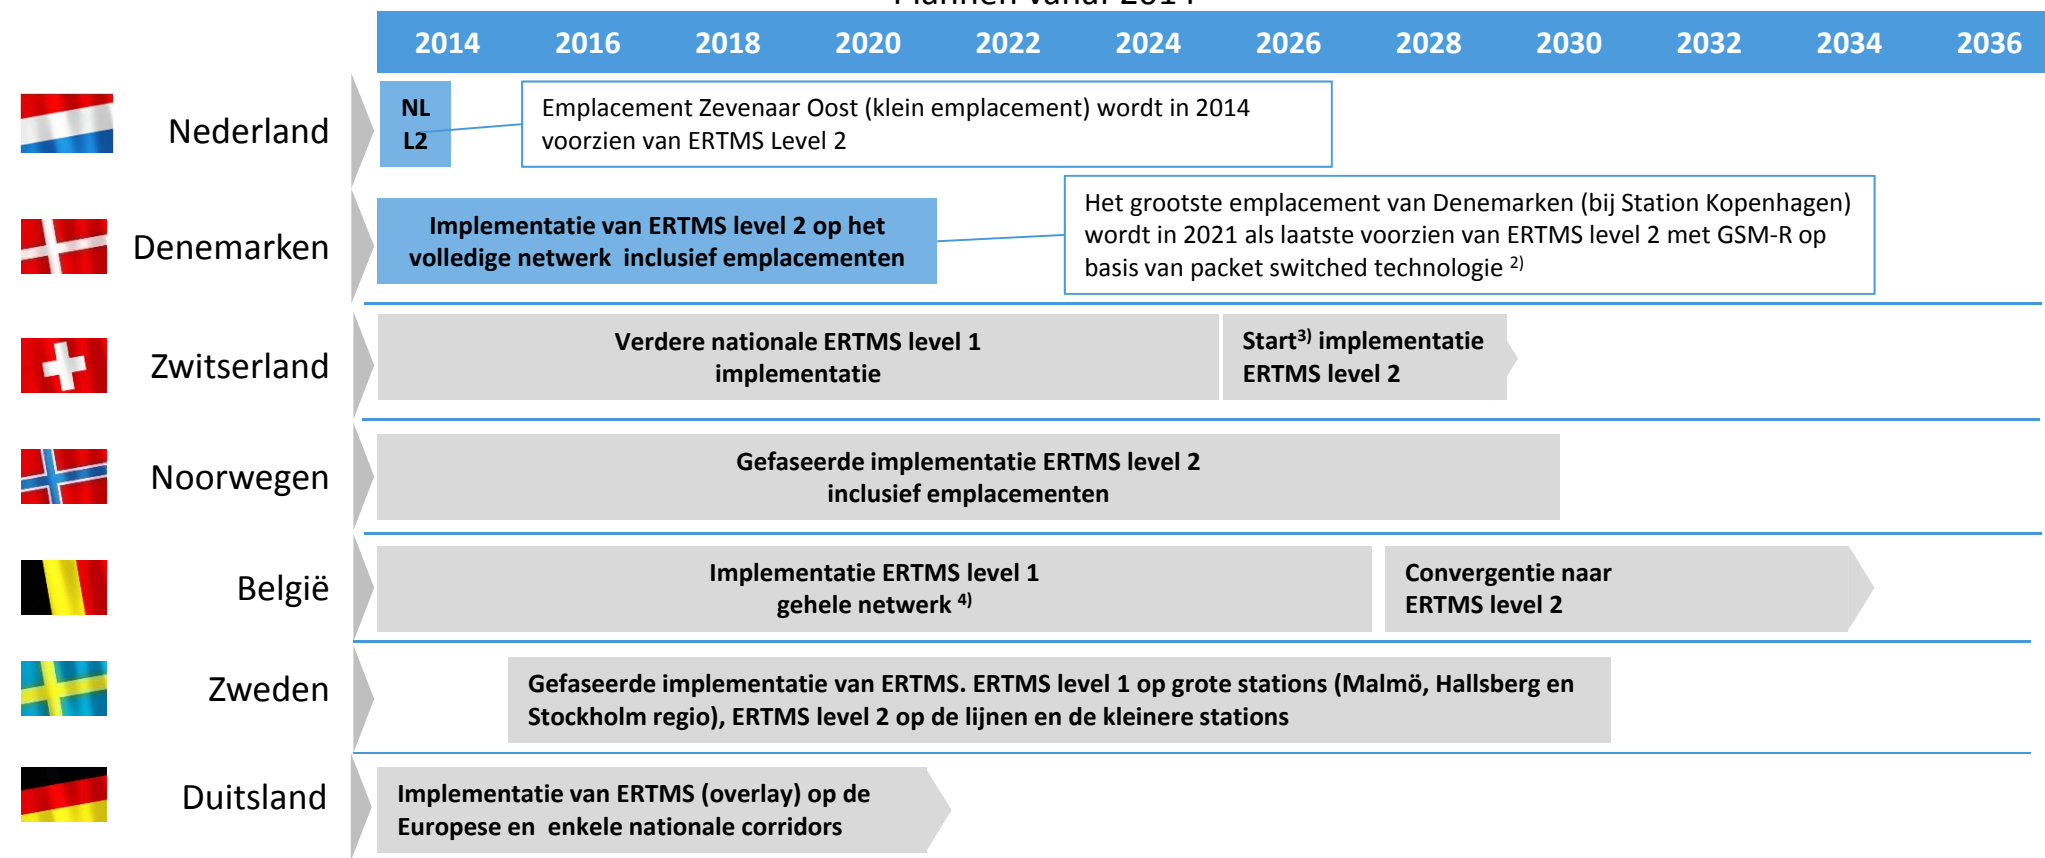 Plannen vanaf 2014
2014 2016 2018 2020 2022 2024 2026 2028 2030 2032 2034 2036
Nederland
NL
L2
Emplacement Zevenaar Oost (klein emplacement) wordt in 2014
voorzien van ERTMS Level 2
Denemarken
Implementatie van ERTMS level 2 op het
volledige netwerk inclusief emplacementen
Het grootste emplacement van Denemarken (bij Station Kopenhagen)
wordt in 2021 als laatste voorzien van ERTMS level 2 met GSM-R op
basis van packet switched technologie 2)
Zwitserland
Verdere nationale ERTMS level 1
implementatie
Start3) implementatie
ERTMS level 2
Noorwegen
Gefaseerde implementatie ERTMS level 2
inclusief emplacementen
België
Implementatie ERTMS level 1
gehele netwerk 4)
Convergentie naar
ERTMS level 2
Zweden
Gefaseerde implementatie van ERTMS. ERTMS level 1 op grote stations (Malmö, Hallsberg en
Stockholm regio), ERTMS level 2 op de lijnen en de kleinere stations
Duitsland
Implementatie van ERTMS (overlay) op de
Europese en enkele nationale corridors